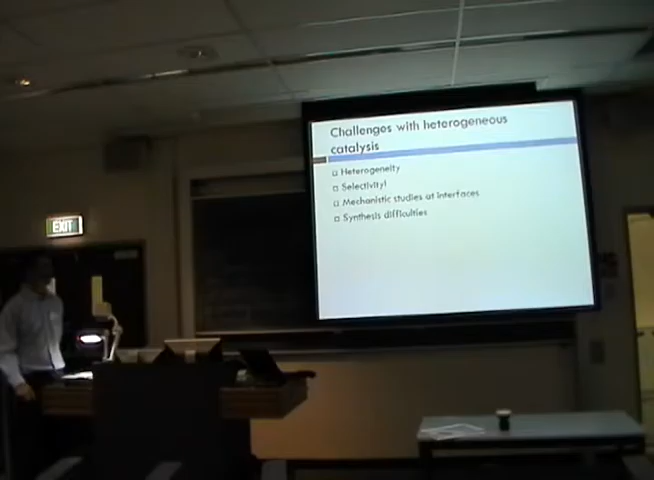 Challenges with heterogeneous
catalysis
Heterogeneity
Selectivity!
Mechanistic studies at interfaces
Synthesis difficulties
EXIT